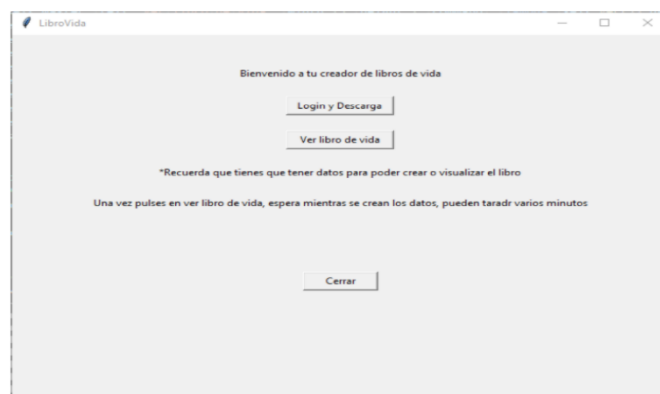 LibroVida
Bienvenido a tu creador de libros de vida
Login y Descarga
Ver libro de vida
*Recuerda que tienes que tener datos para poder crear o visualizar el libro
Una vez pulses en ver libro de vida, espera mientras se crean los datos, pueden taradr varios minutos
Cerrar